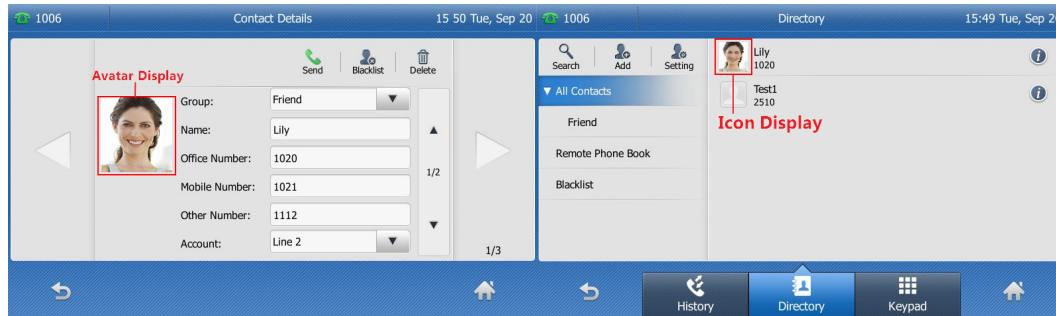 1006 Contact Details 15 50 Tue, Sep 20
Send Blacklist Delete
Avatar Display
Group: Friend
Name: Lily
Office Number: 1020
1/2
Mobile Number: 1021
Other Number: 1112
Account: Line 2
1/3
1006 Directory 15:49 Tue, Sep 2
Search Add Setting
All Contacts
Friend
Remote Phone Book
Blacklist
Lily
1020
Test1
2510
Icon Display
History Directory Keypad